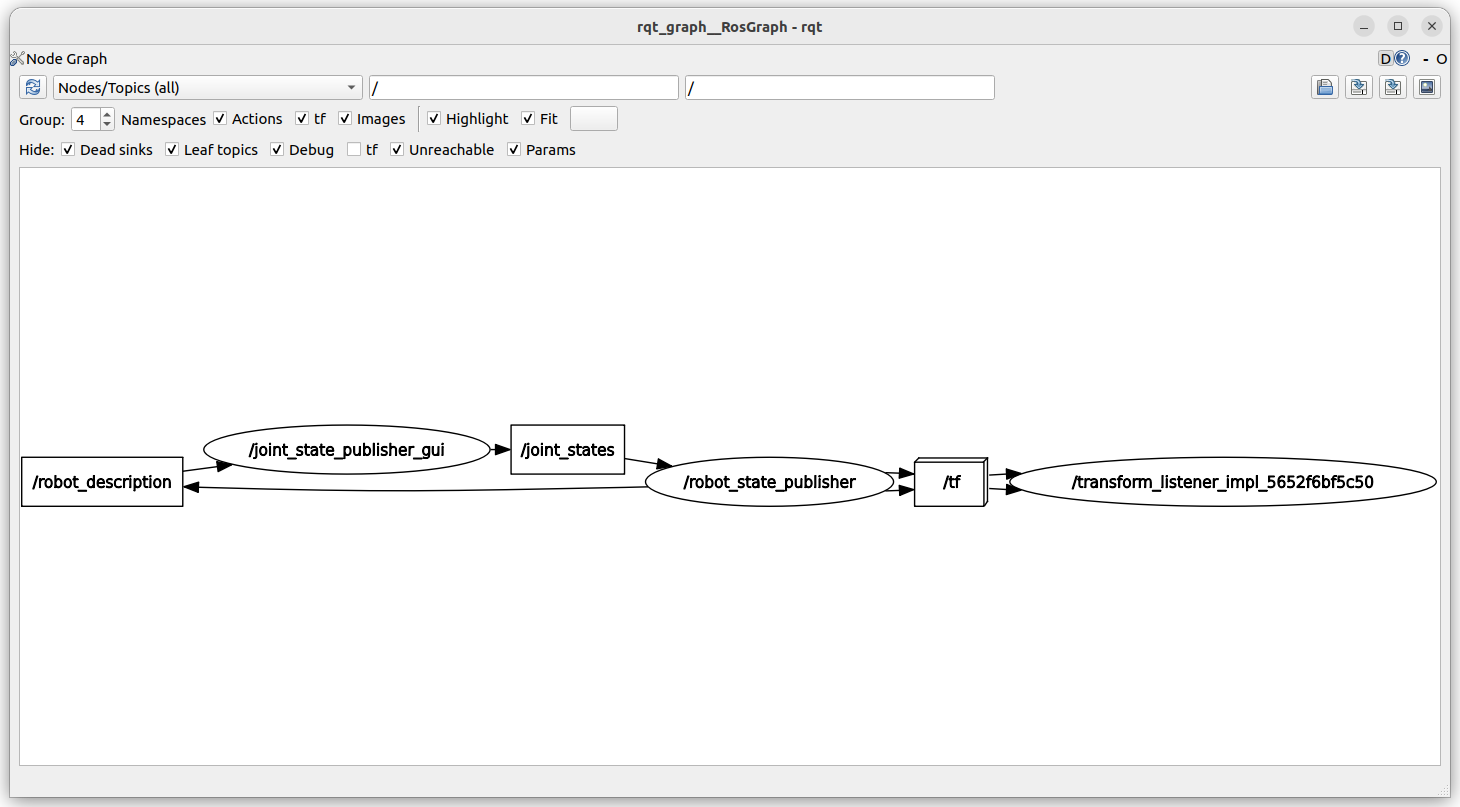 rqt_graph__RosGraph - rqt
Node Graph
D ? - O
Nodes/Topics (all) / /
Group: 4 Namespaces Actions tf Images Highlight Fit
Hide: Dead sinks Leaf topics Debug tf Unreachable Params
/joint_state_publisher_gui /joint_states
/robot_description /robot_state_publisher /tf /transform_listener_impl_5652f6bf5c50